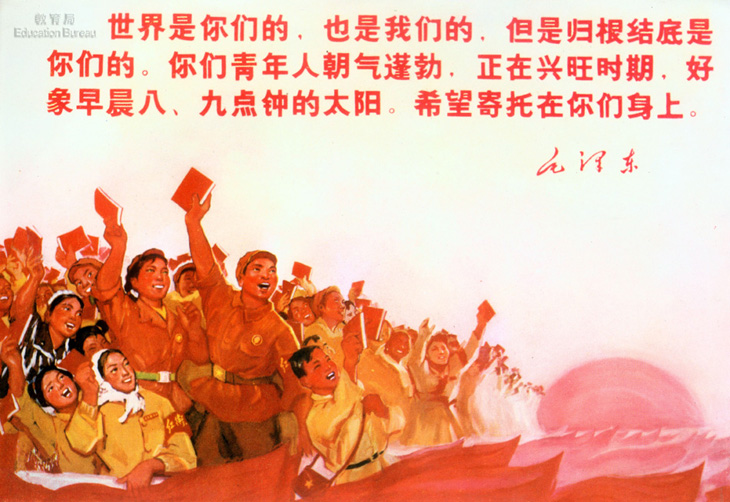 教育局
Education Bureau
世界是你们的，也是我们的，但是归根结底是
你们的。你们青年人朝气蓬勃，正在兴旺时期，好
象早晨八、九点钟的太阳。希望寄托在你们身上。
毛泽东